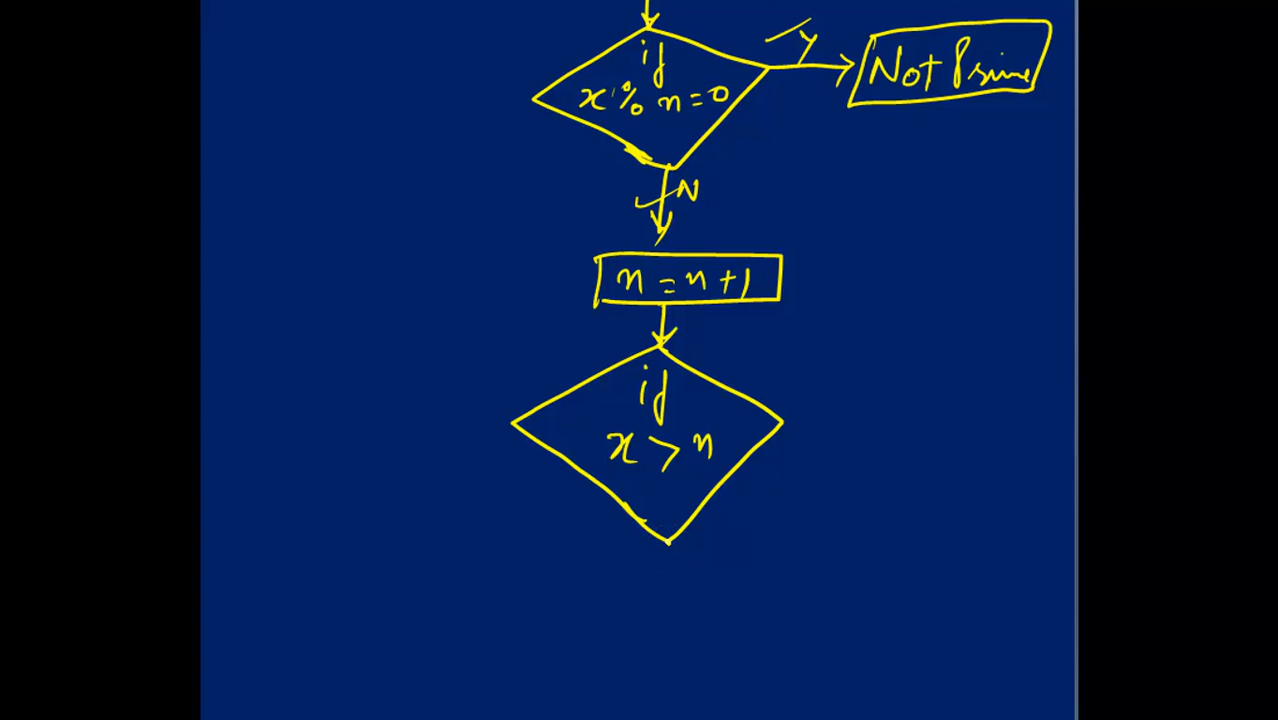 if
x % n = 0
Y
Not Prime
N
n = n + 1
if
x > n